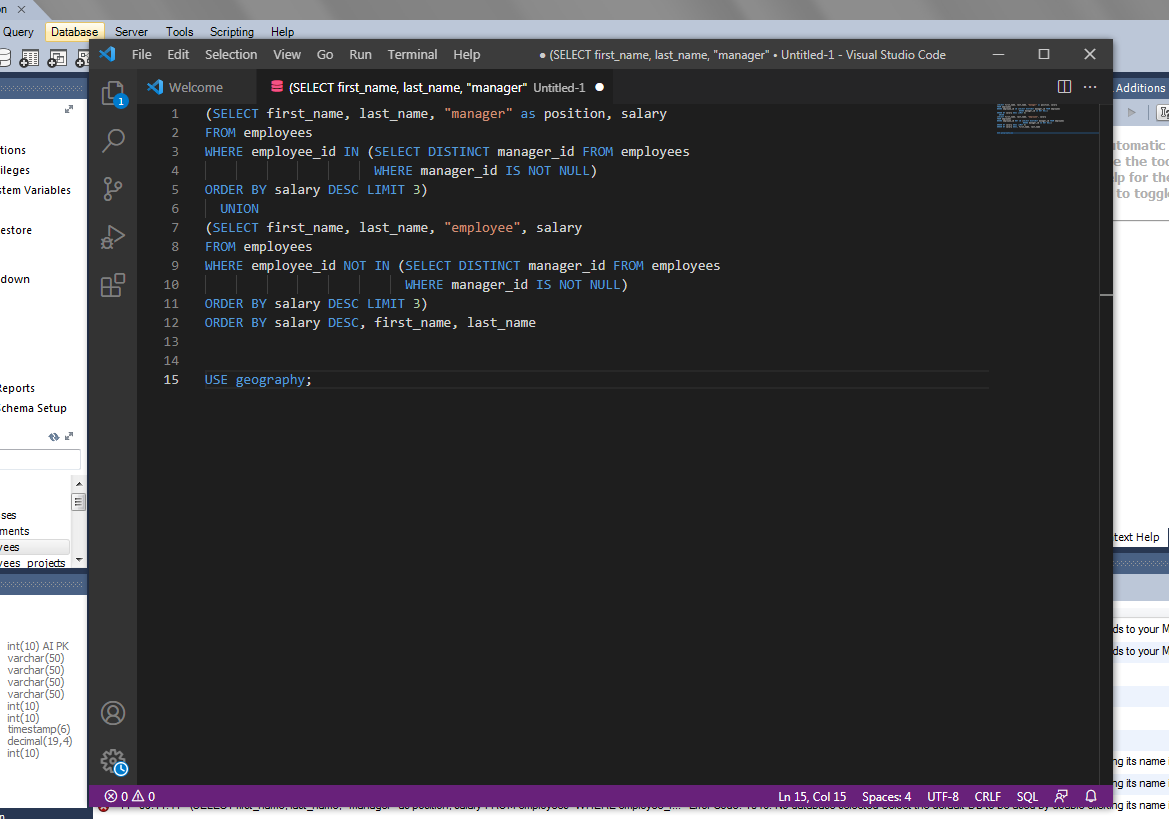 Query Database Server Tools Scripting Help
File Edit Selection View Go Run Terminal Help
● (SELECT first_name, last_name, "manager" • Untitled-1 - Visual Studio Code
Welcome
(SELECT first_name, last_name, "manager" Untitled-1 ●
1 (SELECT first_name, last_name, "manager" as position, salary
2 FROM employees
3 WHERE employee_id IN (SELECT DISTINCT manager_id FROM employees
4 WHERE manager_id IS NOT NULL)
5 ORDER BY salary DESC LIMIT 3)
6 UNION
7 (SELECT first_name, last_name, "employee", salary
8 FROM employees
9 WHERE employee_id NOT IN (SELECT DISTINCT manager_id FROM employees
10 WHERE manager_id IS NOT NULL)
11 ORDER BY salary DESC LIMIT 3)
12 ORDER BY salary DESC, first_name, last_name
13
14
15 USE geography;
1
0 0
Ln 15, Col 15 Spaces: 4 UTF-8 CRLF SQL
tions
ileges
stem Variables
estore
down
Reports
chema Setup
ses
ments
yees
yees_projects
int(10) AI PK
varchar(50)
varchar(50)
varchar(50)
varchar(50)
int(10)
int(10)
timestamp(6)
decimal(19,4)
int(10)
Additions
utomatic
e the too
lp for the
to toggl
text Help
ds to your M
ds to your M
ng its name i
ng its name i
ng its name i